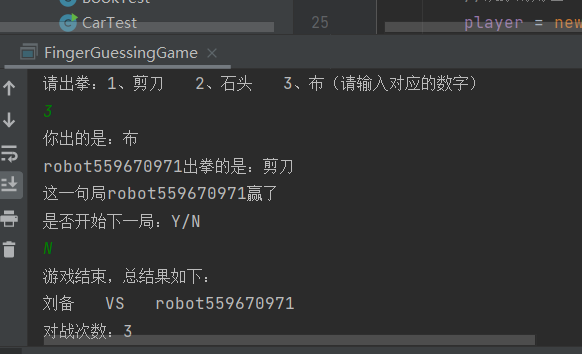 CarTest
25
player = new
FingerGuessingGame
请出拳：1、剪刀 2、石头 3、布（请输入对应的数字）
3
你出的是：布
robot559670971出拳的是：剪刀
这一句局robot559670971赢了
是否开始下一局：Y/N
N
游戏结束，总结果如下：
刘备 VS robot559670971
对战次数：3